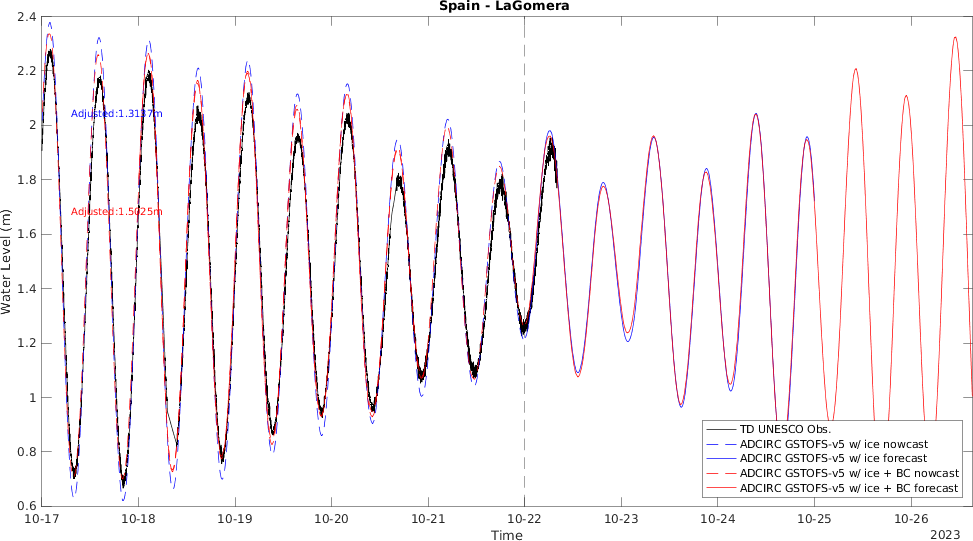 Spain - LaGomera
Water Level (m)
2.4
2.2
2
1.8
1.6
1.4
1.2
1
0.8
0.6
Adjusted:1.3137m
Adjusted:1.5025m
TD UNESCO Obs.
ADCIRC GSTOFS-v5 w/ ice nowcast
ADCIRC GSTOFS-v5 w/ ice forecast
ADCIRC GSTOFS-v5 w/ ice + BC nowcast
ADCIRC GSTOFS-v5 w/ ice + BC forecast
10-17 10-18 10-19 10-20 10-21 10-22 10-23 10-24 10-25 10-26
Time
2023